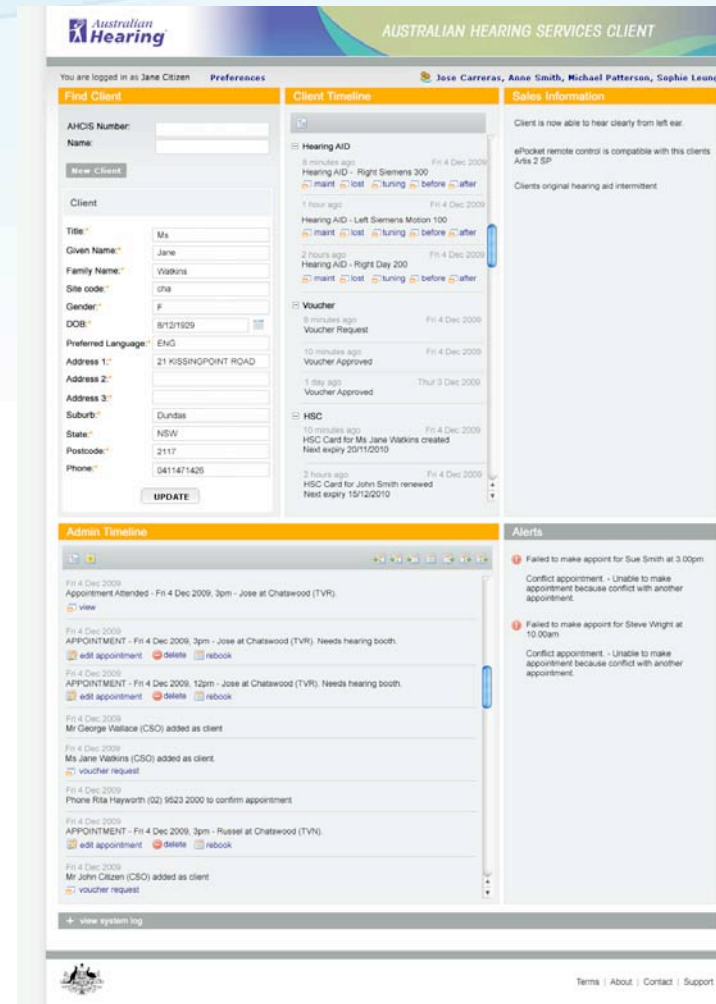 Australian
Hearing
AUSTRALIAN HEARING SERVICES CLIENT
You are logged in as Jane Citizen Preferences
Jose Carreras, Anne Smith, Michael Patterson, Sophie Leung
Find Client
AHCIS Number:
Name:
New Client
Client
Title:* Ms
Given Name:* Jane
Family Name:* Watkins
Site code:* cha
Gender:* F
DOB:* 8/12/1929
Preferred Language:* ENG
Address 1:* 21 KISSINGPOINT ROAD
Address 2:*
Address 3:*
Suburb:* Dundas
State:* NSW
Postcode:* 2117
Phone:* 0411471426
UPDATE
Client Timeline
Hearing AID
8 minutes ago Fri 4 Dec 2009
Hearing AID - Right Siemens 300
maint lost tuning before after
1 hour ago Fri 4 Dec 2009
Hearing AID - Left Siemens Motion 100
maint lost tuning before after
2 hours ago Fri 4 Dec 2009
Hearing AID - Right Day 200
maint lost tuning before after
Voucher
8 minutes ago Fri 4 Dec 2009
Voucher Request
10 minutes ago Fri 4 Dec 2009
Voucher Approved
1 day ago Thur 3 Dec 2009
Voucher Approved
HSC
10 minutes ago Fri 4 Dec 2009
HSC Card for Ms Jane Watkins created
Next expiry 20/11/2010
2 hours ago Fri 4 Dec 2009
HSC Card for John Smith renewed
Next expiry 15/12/2010
Sales Information
Client is now able to hear clearly from left ear.
ePocket remote control is compatible with this clients
Artis 2 SP
Clients original hearing aid intermittent
Admin Timeline
Fri 4 Dec 2009
Appointment Attended - Fri 4 Dec 2009, 3pm - Jose at Chatswood (TVR).
view
Fri 4 Dec 2009
APPOINTMENT - Fri 4 Dec 2009, 3pm - Jose at Chatswood (TVR). Needs hearing booth.
edit appointment delete rebook
Fri 4 Dec 2009
APPOINTMENT - Fri 4 Dec 2009, 12pm - Jose at Chatswood (TVR). Needs hearing booth.
edit appointment delete rebook
Fri 4 Dec 2009
Mr George Wallace (CSO) added as client
Fri 4 Dec 2009
Ms Jane Watkins (CSO) added as client.
voucher request
Fri 4 Dec 2009
Phone Rita Hayworth (02) 9523 2000 to confirm appointment
Fri 4 Dec 2009
APPOINTMENT - Fri 4 Dec 2009, 3pm - Russel at Chatswood (TVN).
edit appointment delete rebook
Fri 4 Dec 2009
Mr John Citizen (CSO) added as client
voucher request
Alerts
Failed to make appoint for Sue Smith at 3.00pm
Conflict appointment. - Unable to make
appointment because conflict with another
appointment.
Failed to make appoint for Steve Wright at
10.00am
Conflict appointment. - Unable to make
appointment because conflict with another
appointment.
+ view system log
Terms | About | Contact | Support